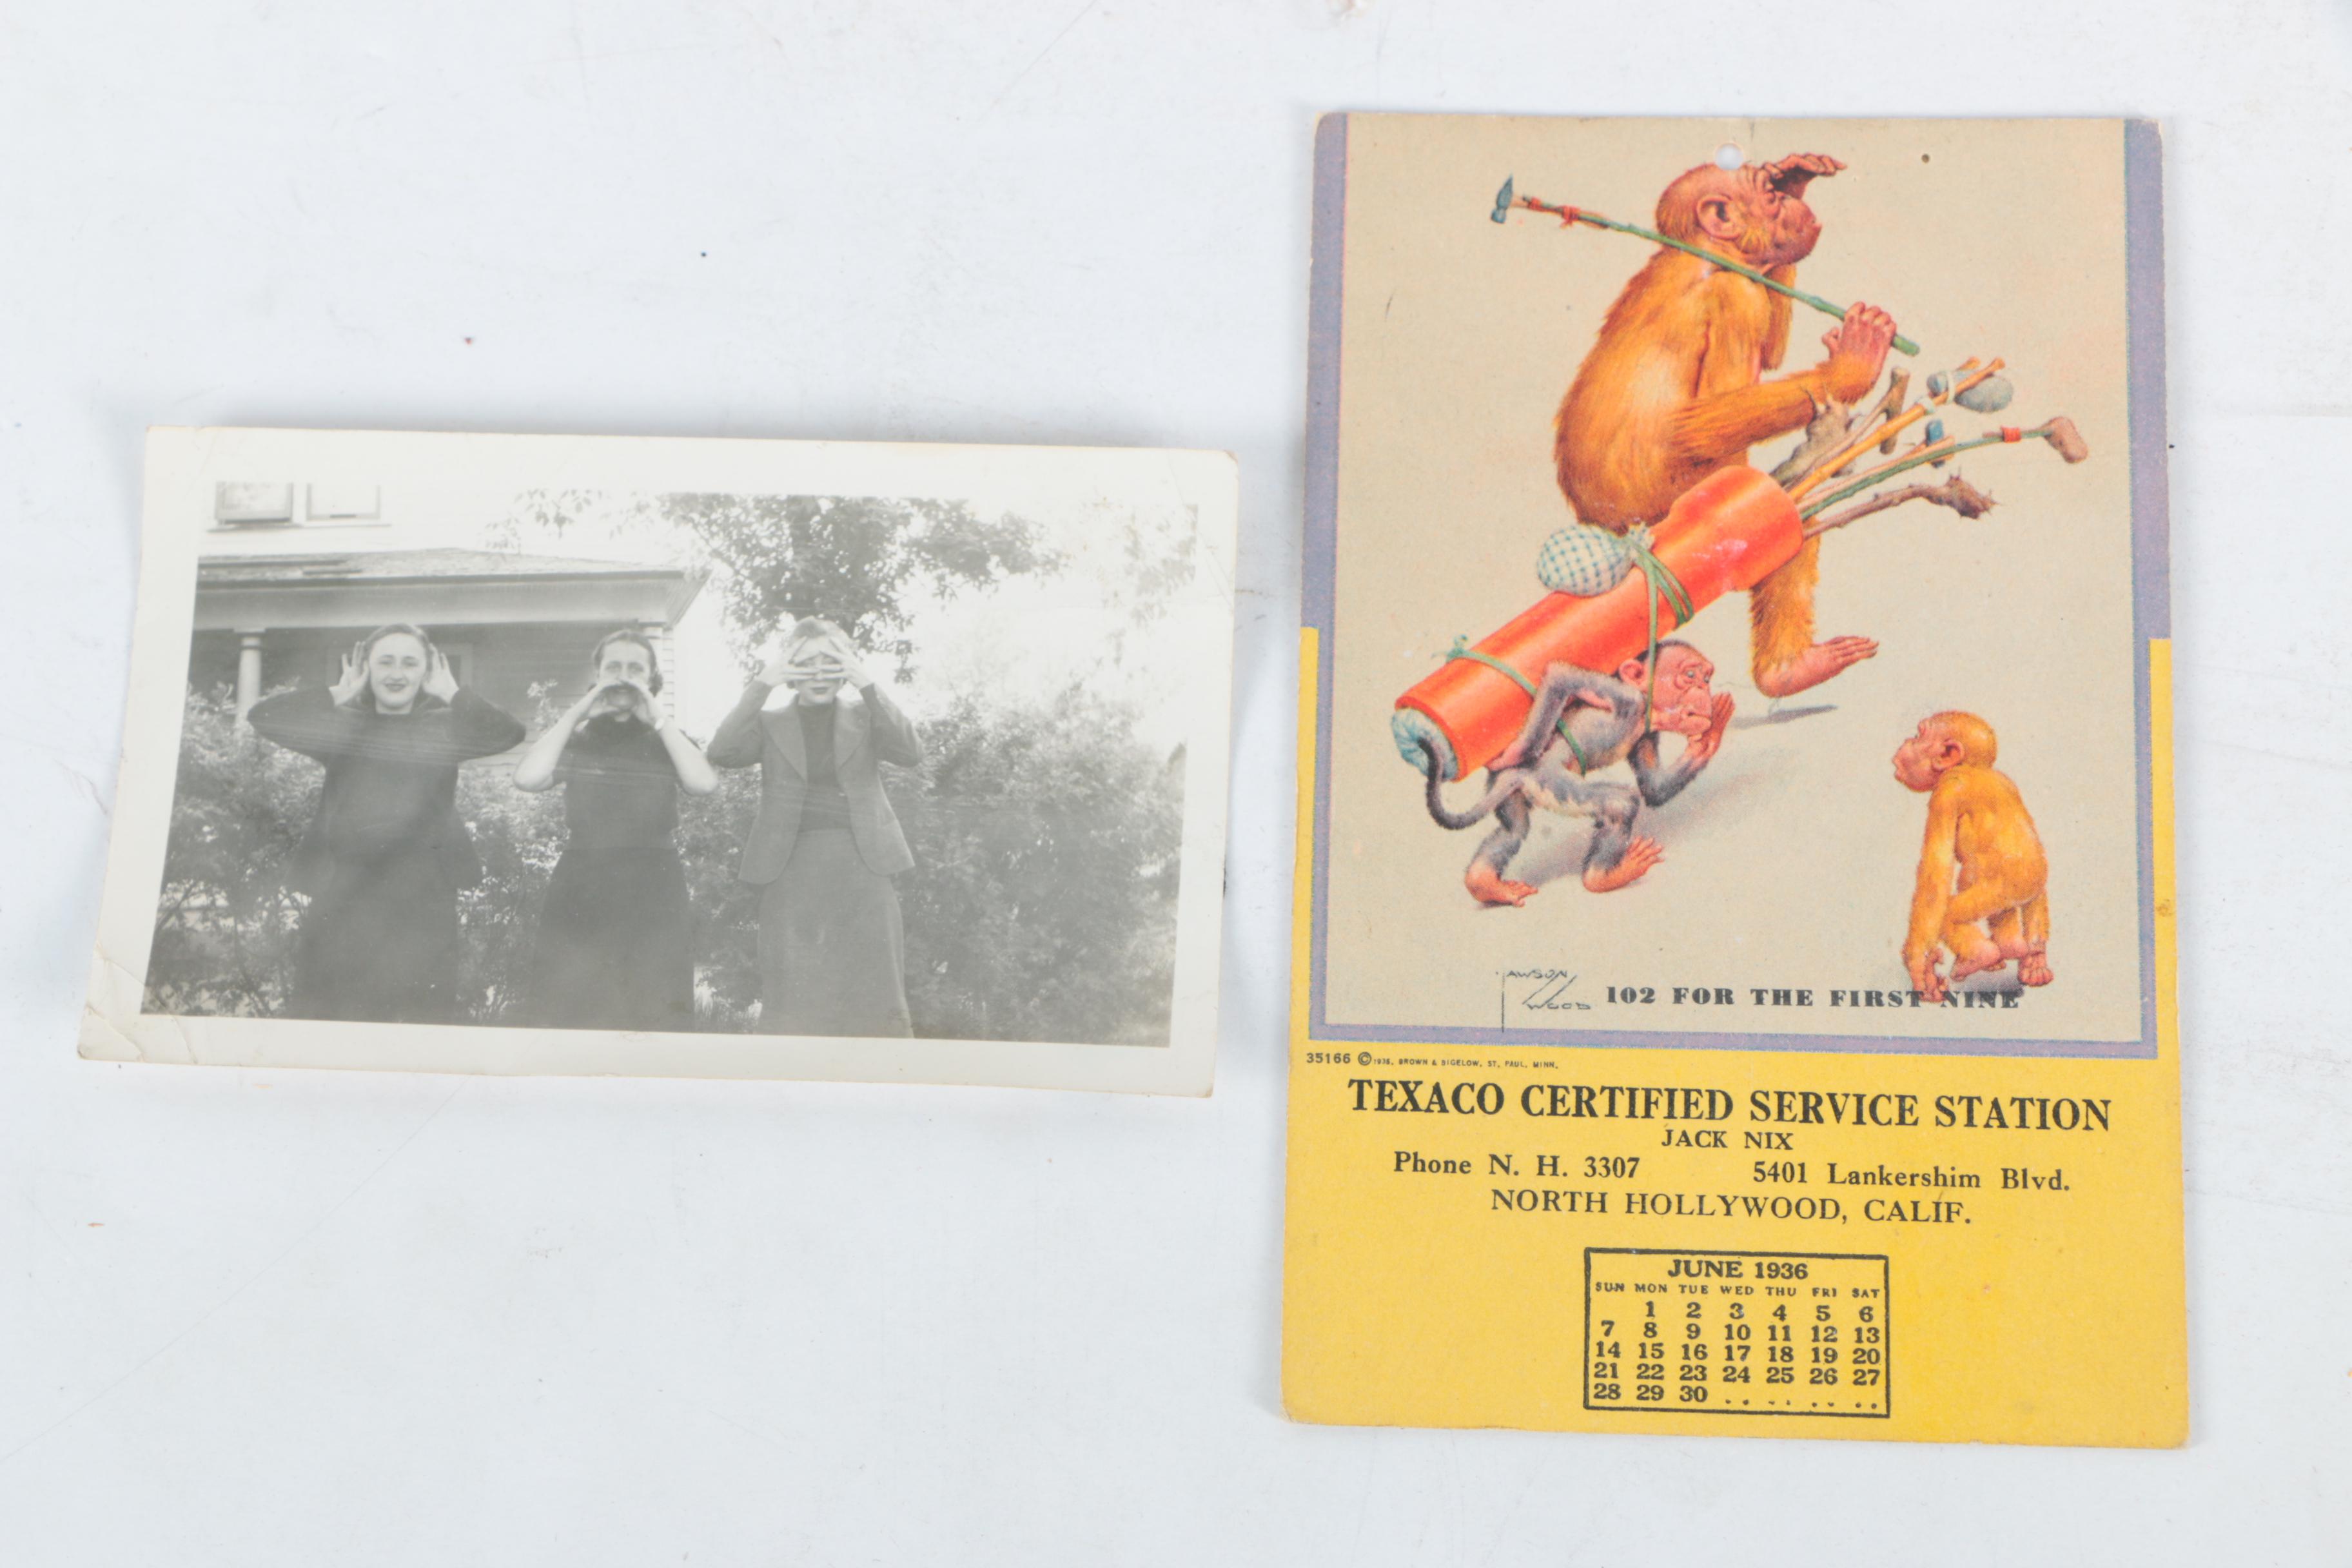 LAWSON
WOOD
102 FOR THE FIRST NINE
35166 © 1936, BROWN & BIGELOW, ST. PAUL, MINN.
TEXACO CERTIFIED SERVICE STATION
JACK NIX
Phone N. H. 3307 5401 Lankershim Blvd.
NORTH HOLLYWOOD, CALIF.
JUNE 1936
SUN MON TUE WED THU FRI SAT
1 2 3 4 5 6
7 8 9 10 11 12 13
14 15 16 17 18 19 20
21 22 23 24 25 26 27
28 29 30